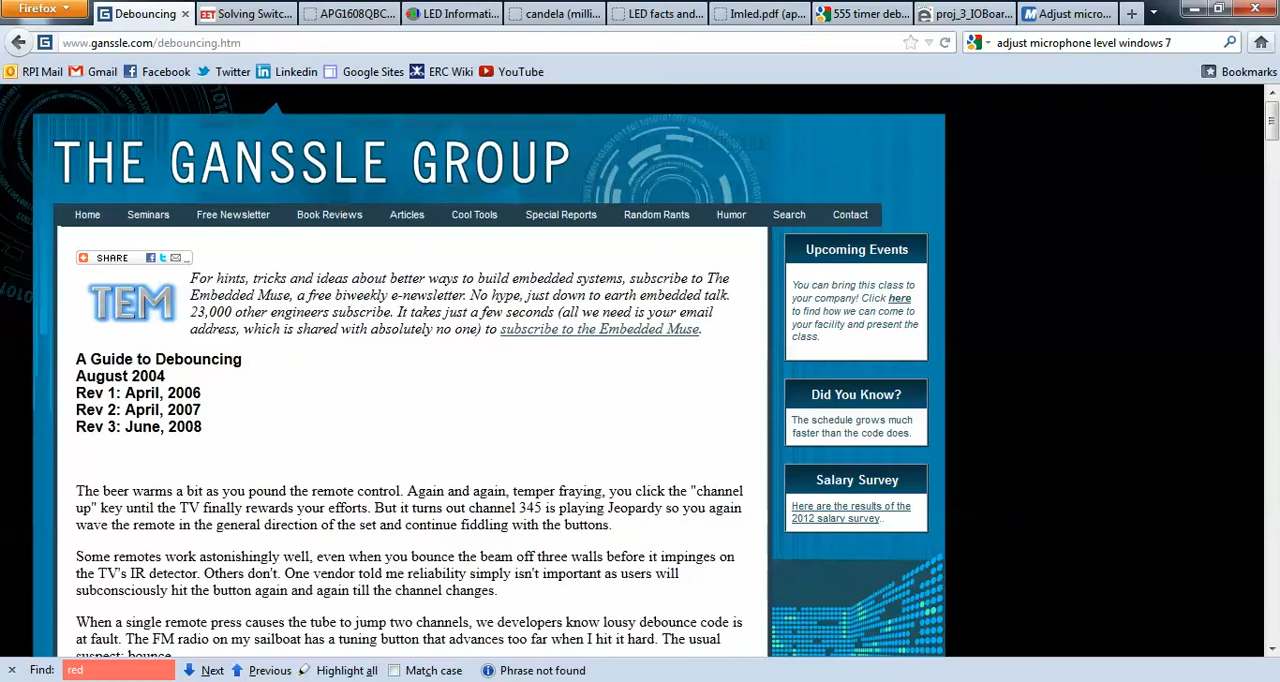 Firefox
Debouncing
Solving Switc...
APG1608QBC...
LED Informati...
candela (milli...
LED facts and...
lmled.pdf (ap...
555 timer deb...
proj_3_IOBoar...
Adjust micro...
www.ganssle.com/debouncing.htm
adjust microphone level windows 7
RPI Mail
Gmail
Facebook
Twitter
Linkedin
Google Sites
ERC Wiki
YouTube
Bookmarks
THE GANSSLE GROUP
Home
Seminars
Free Newsletter
Book Reviews
Articles
Cool Tools
Special Reports
Random Rants
Humor
Search
Contact
SHARE
TEM
For hints, tricks and ideas about better ways to build embedded systems, subscribe to The
Embedded Muse, a free biweekly e-newsletter. No hype, just down to earth embedded talk.
23,000 other engineers subscribe. It takes just a few seconds (all we need is your email
address, which is shared with absolutely no one) to subscribe to the Embedded Muse.
A Guide to Debouncing
August 2004
Rev 1: April, 2006
Rev 2: April, 2007
Rev 3: June, 2008
The beer warms a bit as you pound the remote control. Again and again, temper fraying, you click the "channel
up" key until the TV finally rewards your efforts. But it turns out channel 345 is playing Jeopardy so you again
wave the remote in the general direction of the set and continue fiddling with the buttons.
Some remotes work astonishingly well, even when you bounce the beam off three walls before it impinges on
the TV's IR detector. Others don't. One vendor told me reliability simply isn't important as users will
subconsciously hit the button again and again till the channel changes.
When a single remote press causes the tube to jump two channels, we developers know lousy debounce code is
at fault. The FM radio on my sailboat has a tuning button that advances too far when I hit it hard. The usual
suspect: bounce
Upcoming Events
You can bring this class to
your company! Click here
to find how we can come to
your facility and present the
class.
Did You Know?
The schedule grows much
faster than the code does.
Salary Survey
Here are the results of the
2012 salary survey..
Find:
red
Next
Previous
Highlight all
Match case
Phrase not found